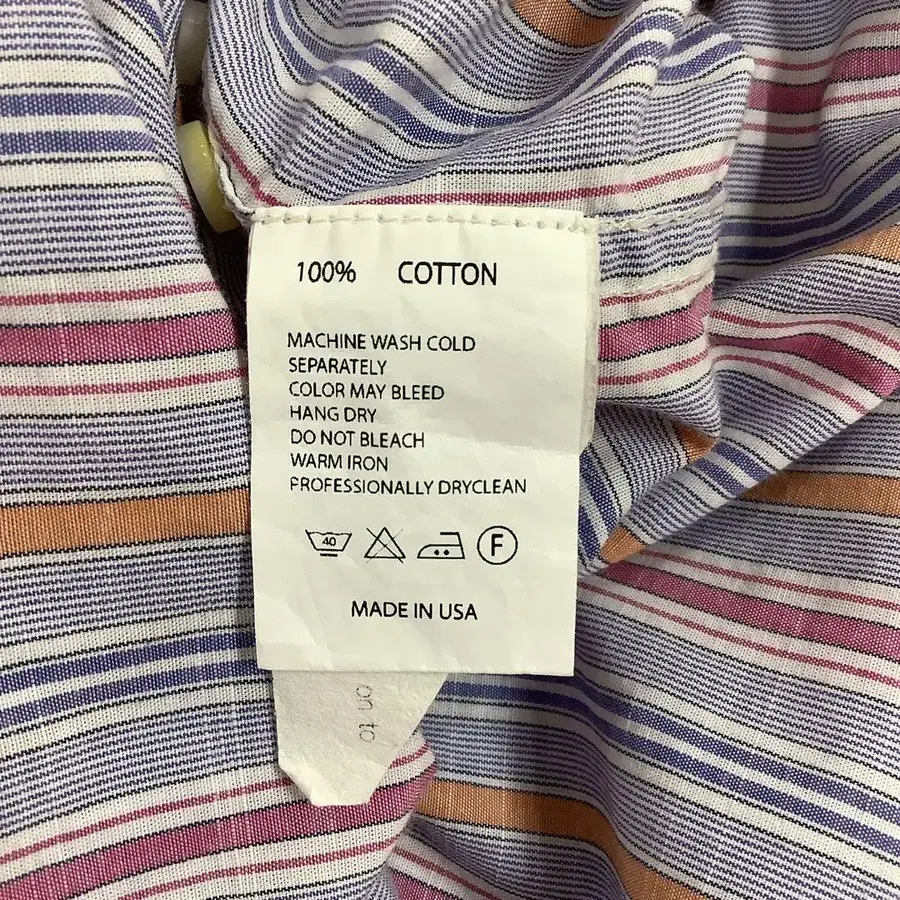 100% COTTON
MACHINE WASH COLD
SEPARATELY
COLOR MAY BLEED
HANG DRY
DO NOT BLEACH
WARM IRON
PROFESSIONALLY DRYCLEAN
40 F
MADE IN USA
on to